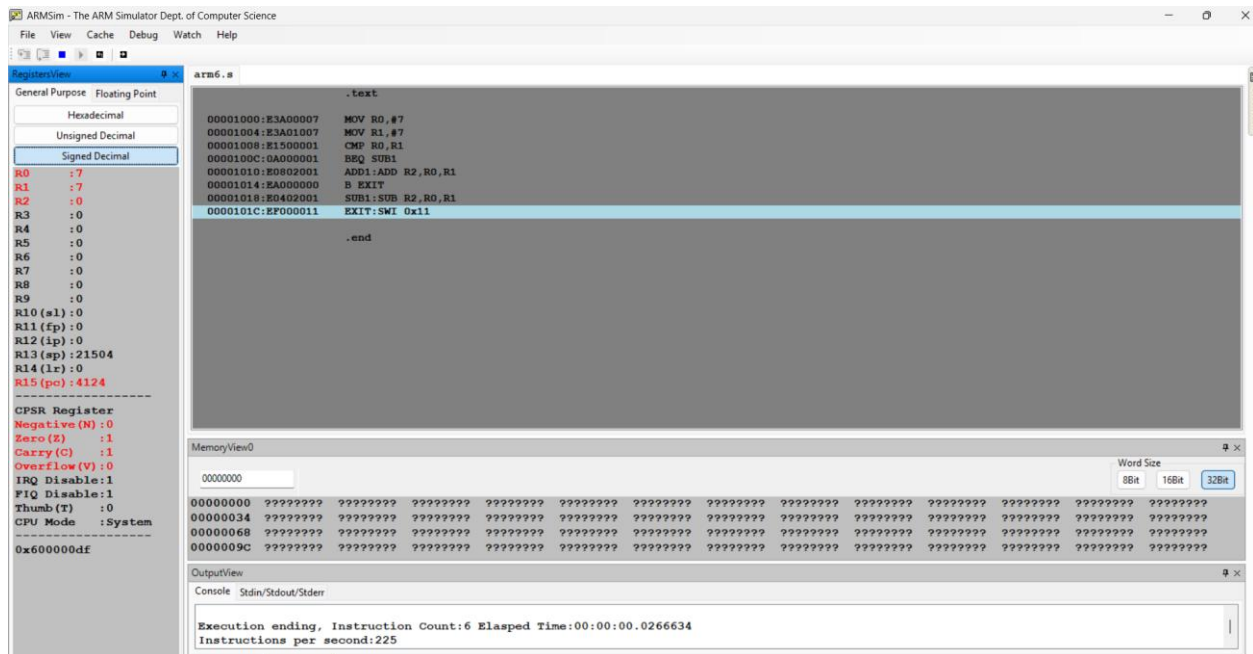 ARMSim - The ARM Simulator Dept. of Computer Science
File View Cache Debug Watch Help
RegistersView
General Purpose Floating Point
Hexadecimal
Unsigned Decimal
Signed Decimal
R0 :7
R1 :7
R2 :0
R3 :0
R4 :0
R5 :0
R6 :0
R7 :0
R8 :0
R9 :0
R10(sl):0
R11(fp):0
R12(ip):0
R13(sp):21504
R14(lr):0
R15(pc):4124
-------------------
CPSR Register
Negative(N):0
Zero(Z) :1
Carry(C) :1
Overflow(V):0
IRQ Disable:1
FIQ Disable:1
Thumb(T) :0
CPU Mode :System
-------------------
0x600000df
arm6.s
.text
00001000:E3A00007 MOV R0,#7
00001004:E3A01007 MOV R1,#7
00001008:E1500001 CMP R0,R1
0000100C:0A000001 BEQ SUB1
00001010:E0802001 ADD1:ADD R2,R0,R1
00001014:EA000000 B EXIT
00001018:E0402001 SUB1:SUB R2,R0,R1
0000101C:EF000011 EXIT:SWI 0x11
.end
MemoryView0
Word Size
00000000 8Bit 16Bit 32Bit
00000000 ???????? ???????? ???????? ???????? ???????? ???????? ???????? ???????? ???????? ???????? ???????? ???????? ????????
00000034 ???????? ???????? ???????? ???????? ???????? ???????? ???????? ???????? ???????? ???????? ???????? ???????? ????????
00000068 ???????? ???????? ???????? ???????? ???????? ???????? ???????? ???????? ???????? ???????? ???????? ???????? ????????
0000009C ???????? ???????? ???????? ???????? ???????? ???????? ???????? ???????? ???????? ???????? ???????? ???????? ????????
OutputView
Console Stdin/Stdout/Stderr
Execution ending, Instruction Count:6 Elasped Time:00:00:00.0266634
Instructions per second:225